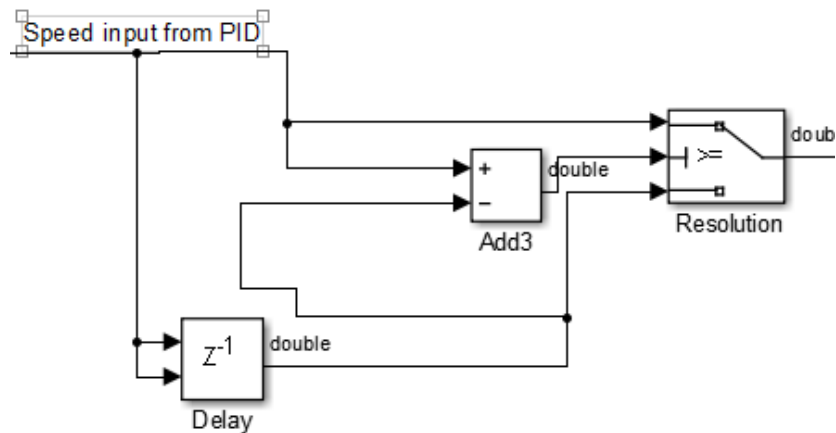 Speed input from PID
+
−
double
Add3
>=
doub
Resolution
Z-1
double
Delay